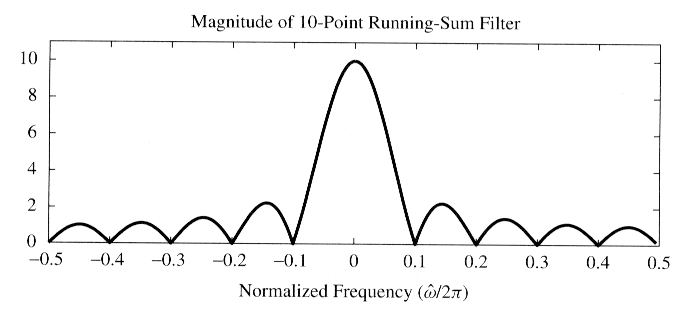 Magnitude of 10-Point Running-Sum Filter
10
8
6
4
2
0
−0.5 −0.4 −0.3 −0.2 −0.1 0 0.1 0.2 0.3 0.4 0.5
Normalized Frequency (ω̂/2π)